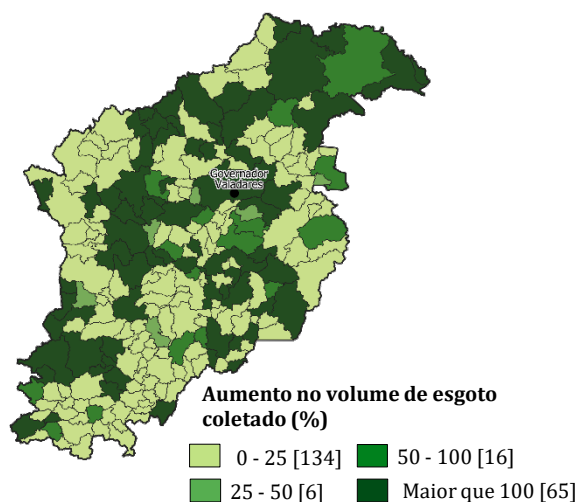 Governador
Valadares
Aumento no volume de esgoto
coletado (%)
0 - 25 [134]
50 - 100 [16]
25 - 50 [6]
Maior que 100 [65]